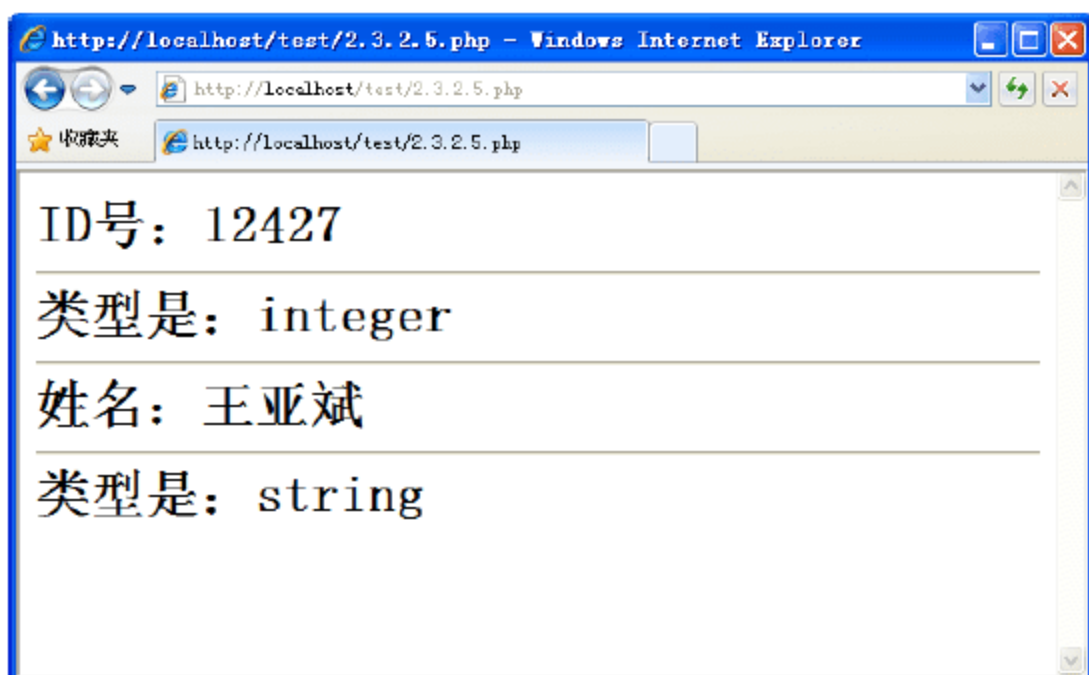 http://localhost/test/2.3.2.5.php - Windows Internet Explorer
http://localhost/test/2.3.2.5.php
收藏夹
http://localhost/test/2.3.2.5.php
ID号：12427
类型是：integer
姓名：王亚斌
类型是：string